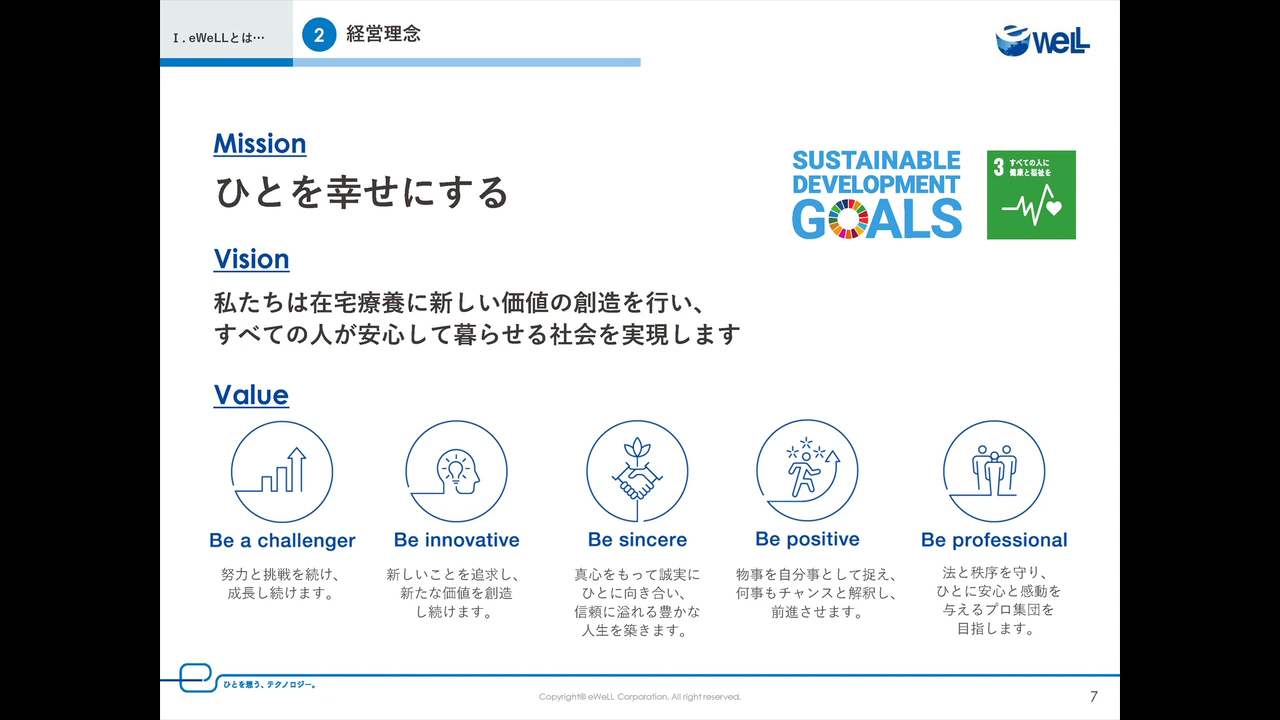 Ⅰ. eWeLLとは…
2 経営理念
eWeLL
Mission
ひとを幸せにする
SUSTAINABLE
DEVELOPMENT
GOALS
3 すべての人に
健康と福祉を
Vision
私たちは在宅療養に新しい価値の創造を行い、
すべての人が安心して暮らせる社会を実現します
Value
Be a challenger
努力と挑戦を続け、
成長し続けます。
Be innovative
新しいことを追求し、
新たな価値を創造
し続けます。
Be sincere
真心をもって誠実に
ひとに向き合い、
信頼に溢れる豊かな
人生を築きます。
Be positive
物事を自分事として捉え、
何事もチャンスと解釈し、
前進させます。
Be professional
法と秩序を守り、
ひとに安心と感動を
与えるプロ集団を
目指します。
ひとを想う、テクノロジー。
Copyright® eWeLL Corporation. All right reserved.
7